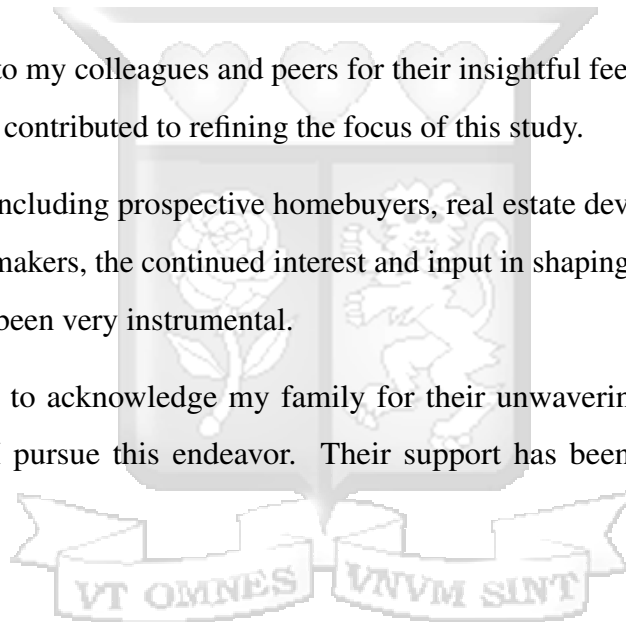 to my colleagues and peers for their insightful fee
contributed to refining the focus of this study.
ncluding prospective homebuyers, real estate dev
makers, the continued interest and input in shaping
been very instrumental.
to acknowledge my family for their unwaverin
I pursue this endeavor. Their support has been
VT OMNES VNVM SINT